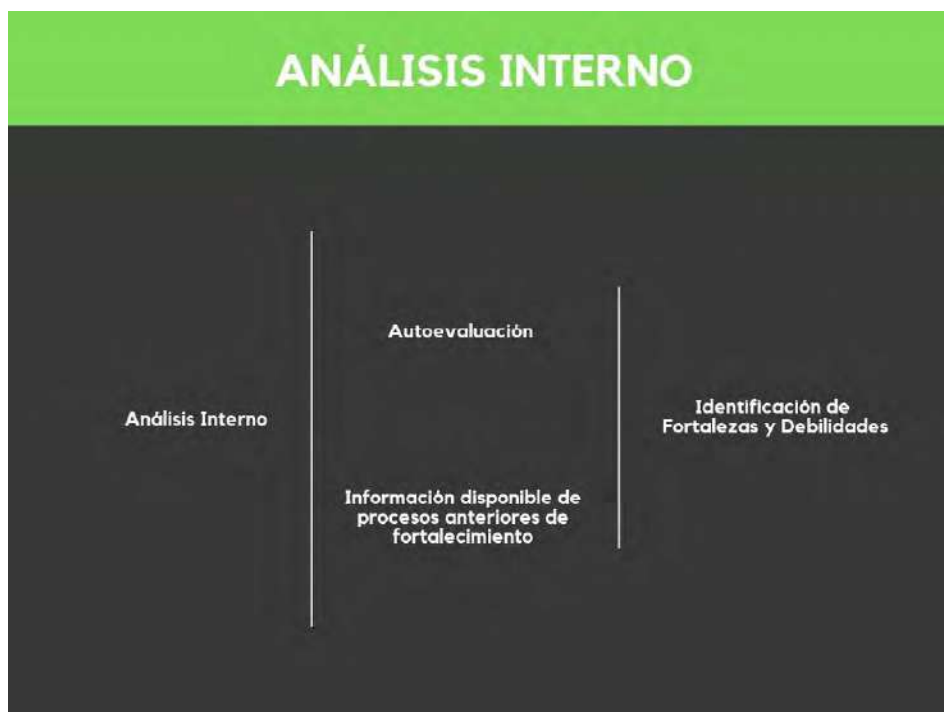 ANÁLISIS INTERNO
Análisis Interno
Autoevaluación
Información disponible de
procesos anteriores de
fortalecimiento
Identificación de
Fortalezas y Debilidades